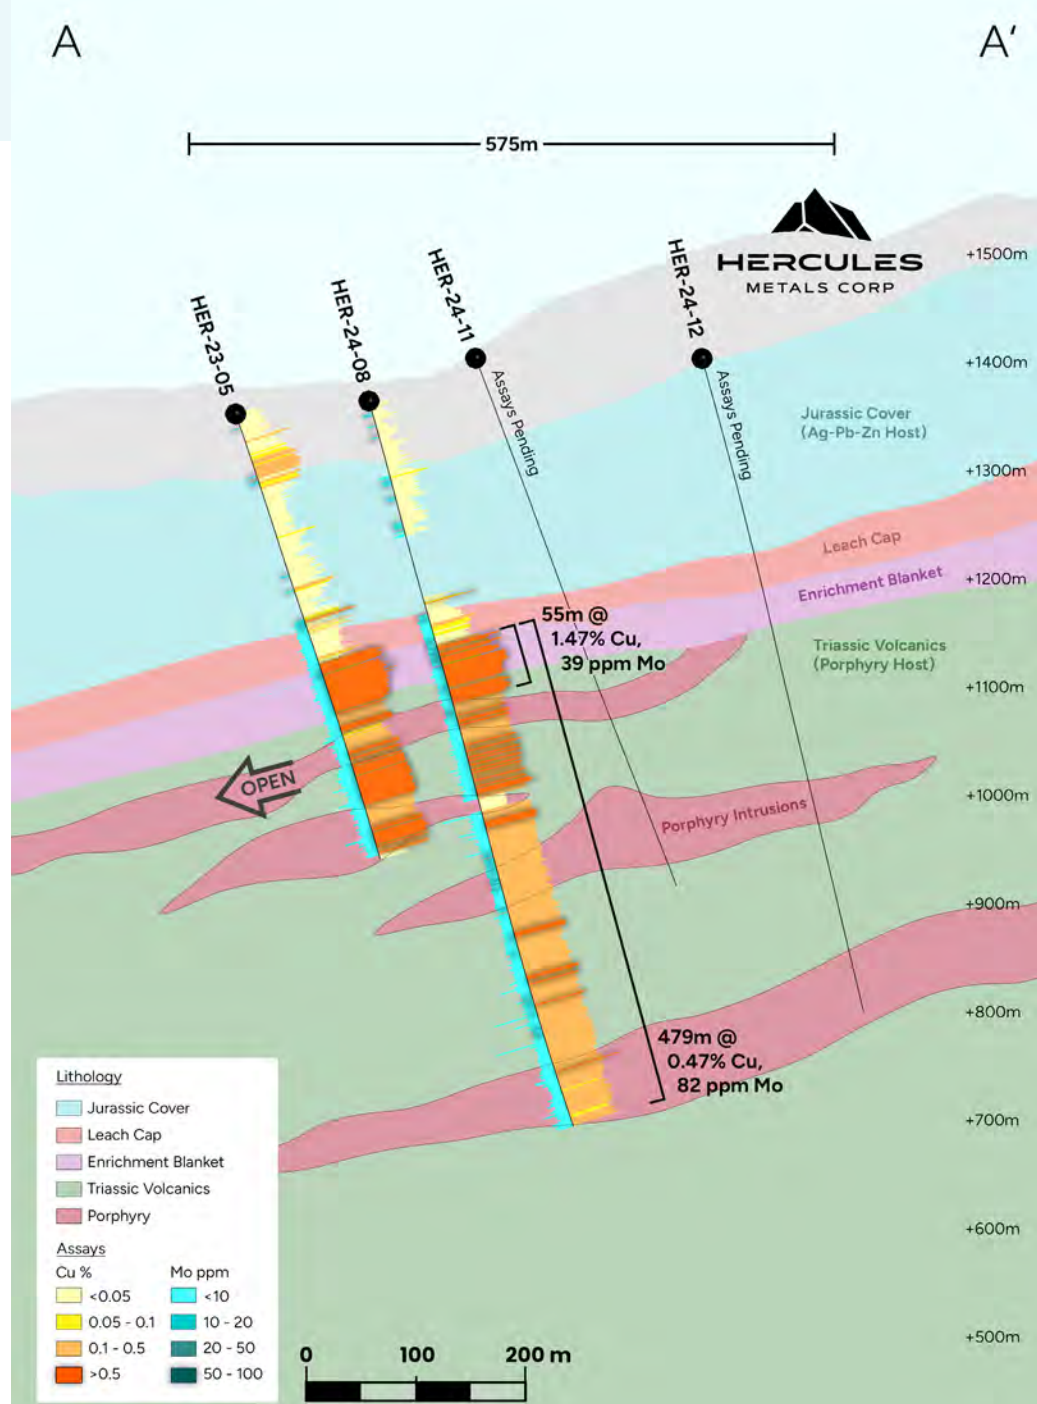 A
A'
575m
HERCULES
METALS CORP
HER-23-05
HER-24-08
HER-24-11
HER-24-12
Assays Pending
Assays Pending
+1500m
+1400m
+1300m
+1200m
+1100m
+1000m
+900m
+800m
+700m
+600m
+500m
Jurassic Cover
(Ag-Pb-Zn Host)
Leach Cap
Enrichment Blanket
Triassic Volcanics
(Porphyry Host)
55m @
1.47% Cu,
39 ppm Mo
OPEN
Porphyry Intrusions
479m @
0.47% Cu,
82 ppm Mo
Lithology
Jurassic Cover
Leach Cap
Enrichment Blanket
Triassic Volcanics
Porphyry
Assays
Cu % Mo ppm
<0.05 <10
0.05 - 0.1 10 - 20
0.1 - 0.5 20 - 50
>0.5 50 - 100
0 100 200 m